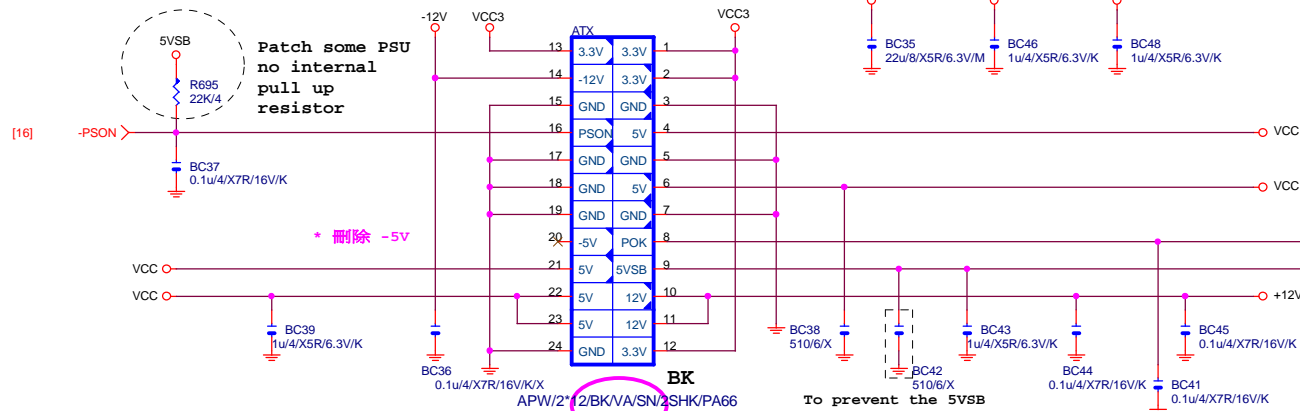 5VSB
R695
22K/4
Patch some PSU
no internal
pull up
resistor
[16]
-PSON
BC37
0.1u/4/X7R/16V/K
* 刪除 -5V
VCC
VCC
BC39
1u/4/X5R/6.3V/K
-12V
VCC3
BC36
0.1u/4/X7R/16V/K/X
ATX
VCC3
13 3.3V 3.3V 1
14 -12V 3.3V 2
15 GND GND 3
16 PSON 5V 4
17 GND GND 5
18 GND 5V 6
19 GND GND 7
20 -5V POK 8
21 5V 5VSB 9
22 5V 12V 10
23 5V 12V 11
24 GND 3.3V 12
BK
APW/2*12/BK/VA/SN/2SHK/PA66
BC35
22u/8/X5R/6.3V/M
BC46
1u/4/X5R/6.3V/K
BC48
1u/4/X5R/6.3V/K
VCC
VCC
+12V
BC38
510/6/X
BC42
510/6/X
BC43
1u/4/X5R/6.3V/K
BC44
0.1u/4/X7R/16V/K
BC45
0.1u/4/X7R/16V/K
BC41
0.1u/4/X7R/16V/K
To prevent the 5VSB